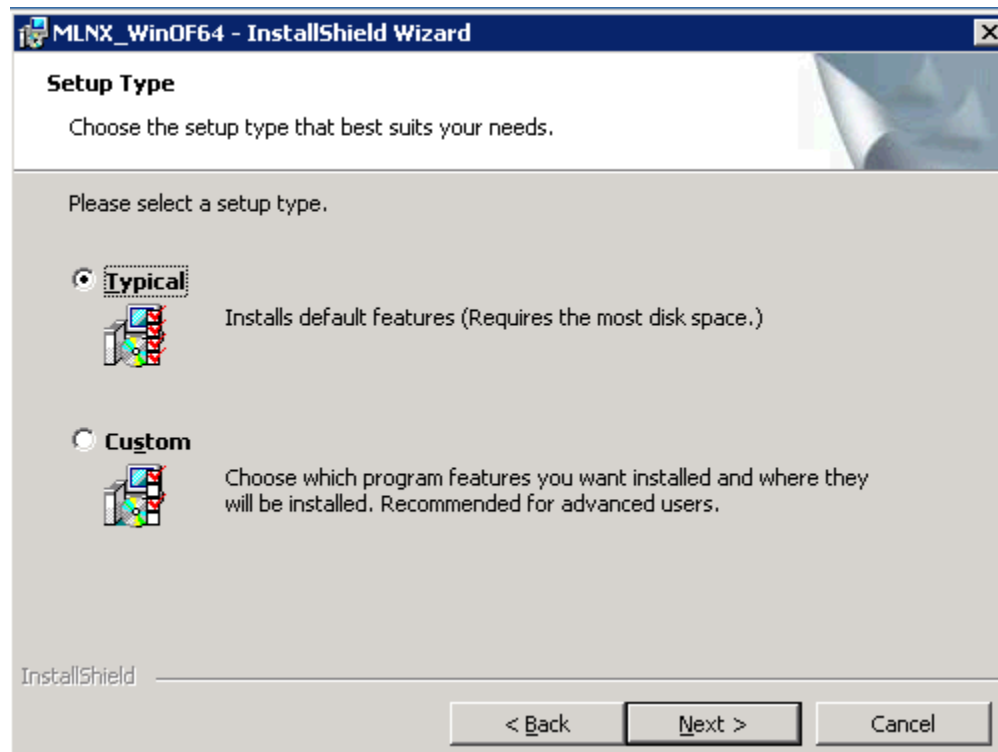 MLNX_WinOF64 - InstallShield Wizard
Setup Type
Choose the setup type that best suits your needs.
Please select a setup type.
Typical
Installs default features (Requires the most disk space.)
Custom
Choose which program features you want installed and where they
will be installed. Recommended for advanced users.
InstallShield
< Back
Next >
Cancel